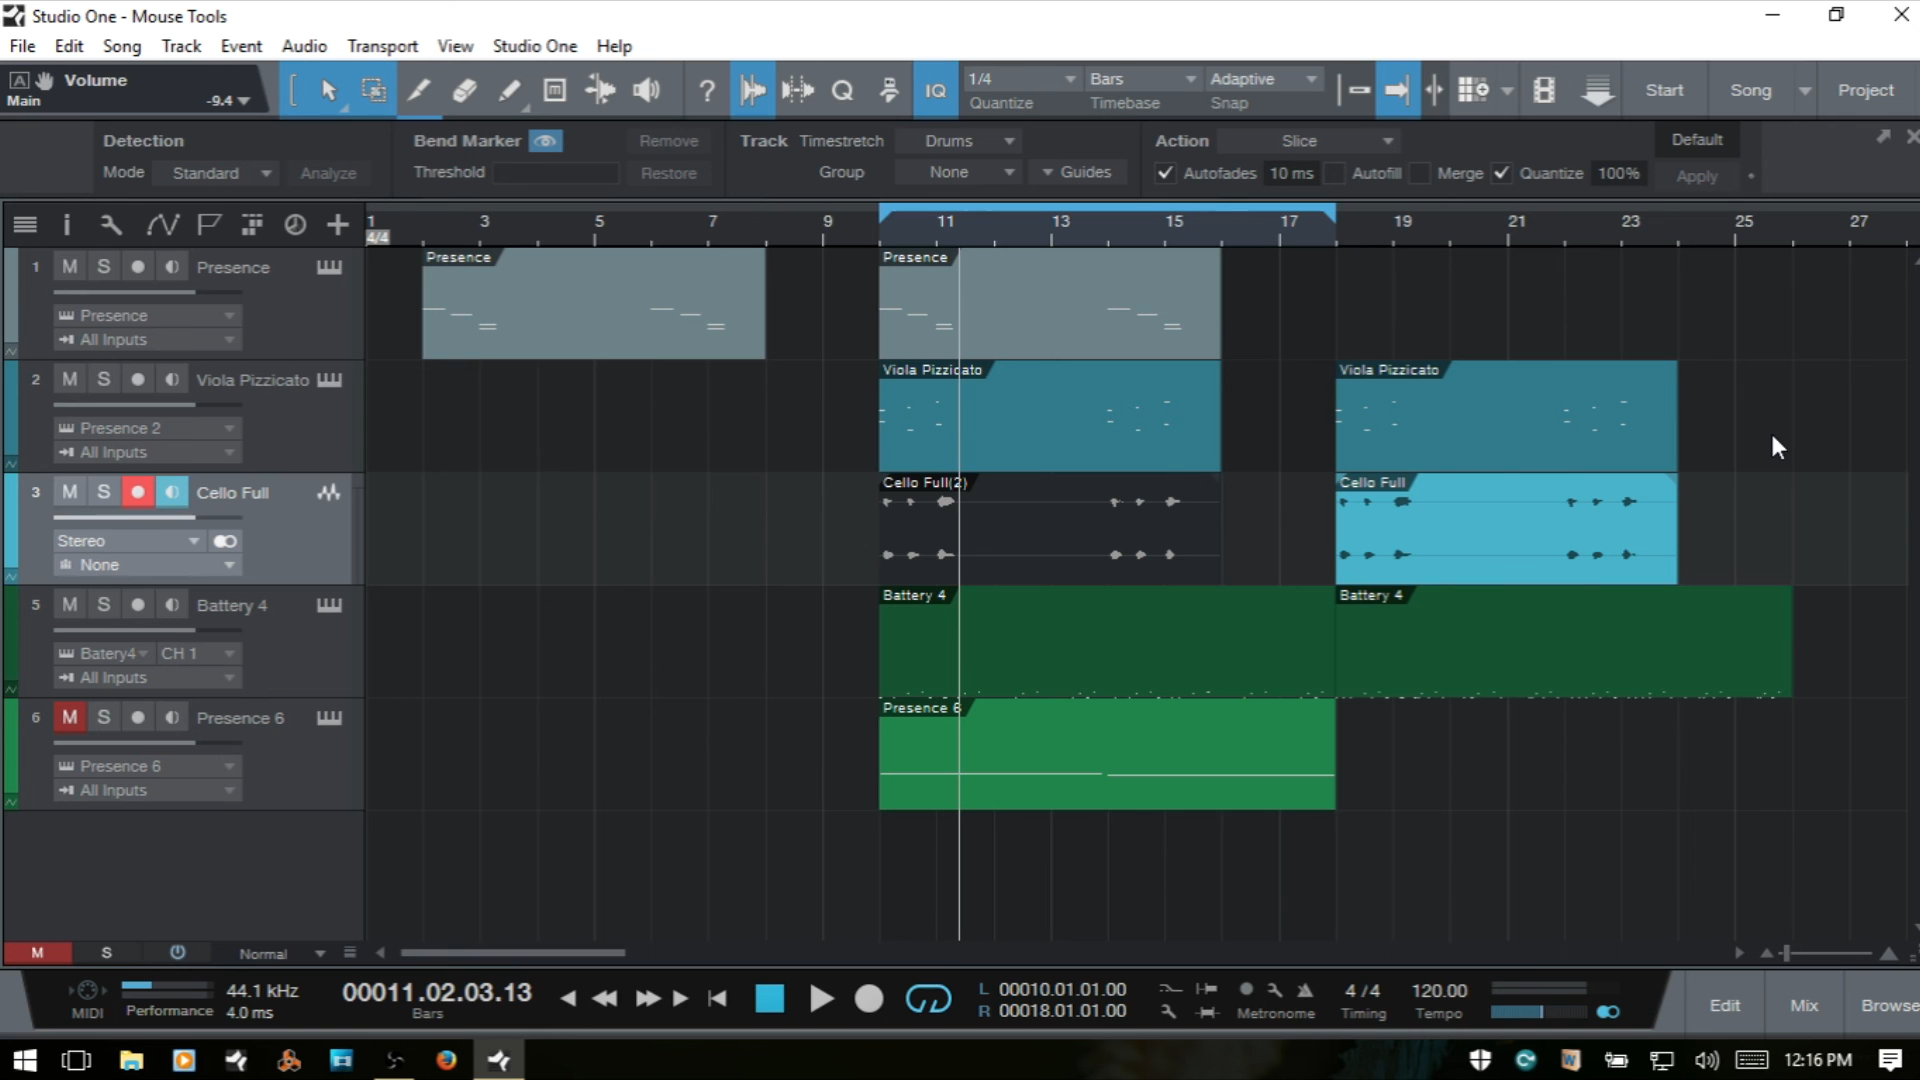 Studio One - Mouse Tools
File Edit Song Track Event Audio Transport View Studio One Help
A Volume
Main -9.4
? Q IQ
1/4 Bars Adaptive
Quantize Timebase Snap
Start Song Project
Detection Bend Marker Remove Track Timestretch Drums Action Slice Default
Mode Standard Analyze Threshold Restore Group None Guides Autofades 10 ms Autofill Merge Quantize 100% Apply
i 1 3 5 7 9 11 13 15 17 19 21 23 25 27
4/4
1 M S Presence
Presence
All Inputs
Presence
Presence
2 M S Viola Pizzicato
Presence 2
All Inputs
Viola Pizzicato
Viola Pizzicato
3 M S Cello Full
Stereo
None
Cello Full(2)
Cello Full
5 M S Battery 4
Batery4 CH 1
All Inputs
Battery 4
Battery 4
6 M S Presence 6
Presence 6
All Inputs
Presence 6
M S Normal
MIDI Performance
44.1 kHz
4.0 ms
00011.02.03.13
Bars
L 00010.01.01.00
R 00018.01.01.00
Metronome
4 / 4
Timing
120.00
Tempo
Edit Mix Browse
12:16 PM